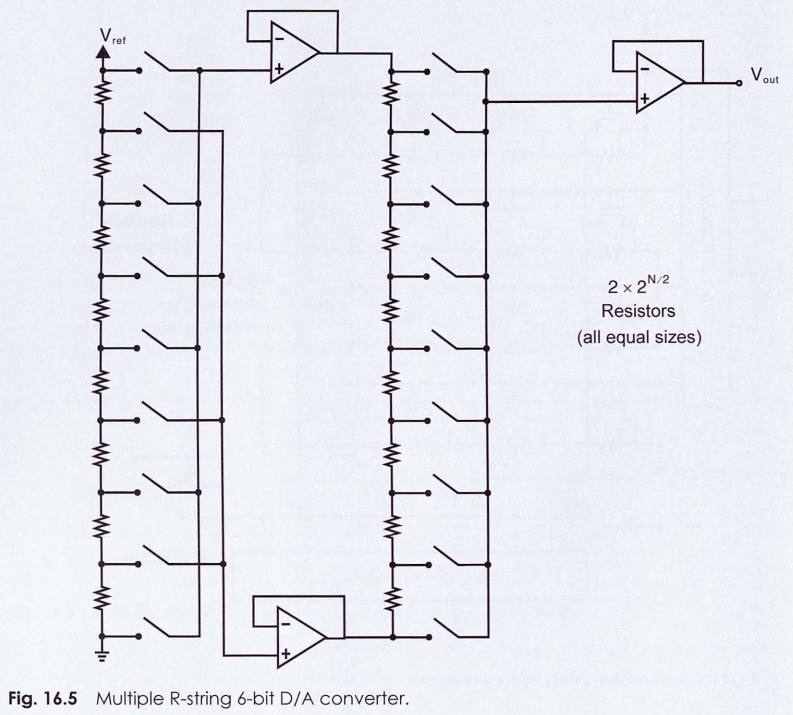 V_ref
−
+
−
+
V_out
2 × 2^{N/2}
Resistors
(all equal sizes)
−
+
Fig. 16.5 Multiple R-string 6-bit D/A converter.